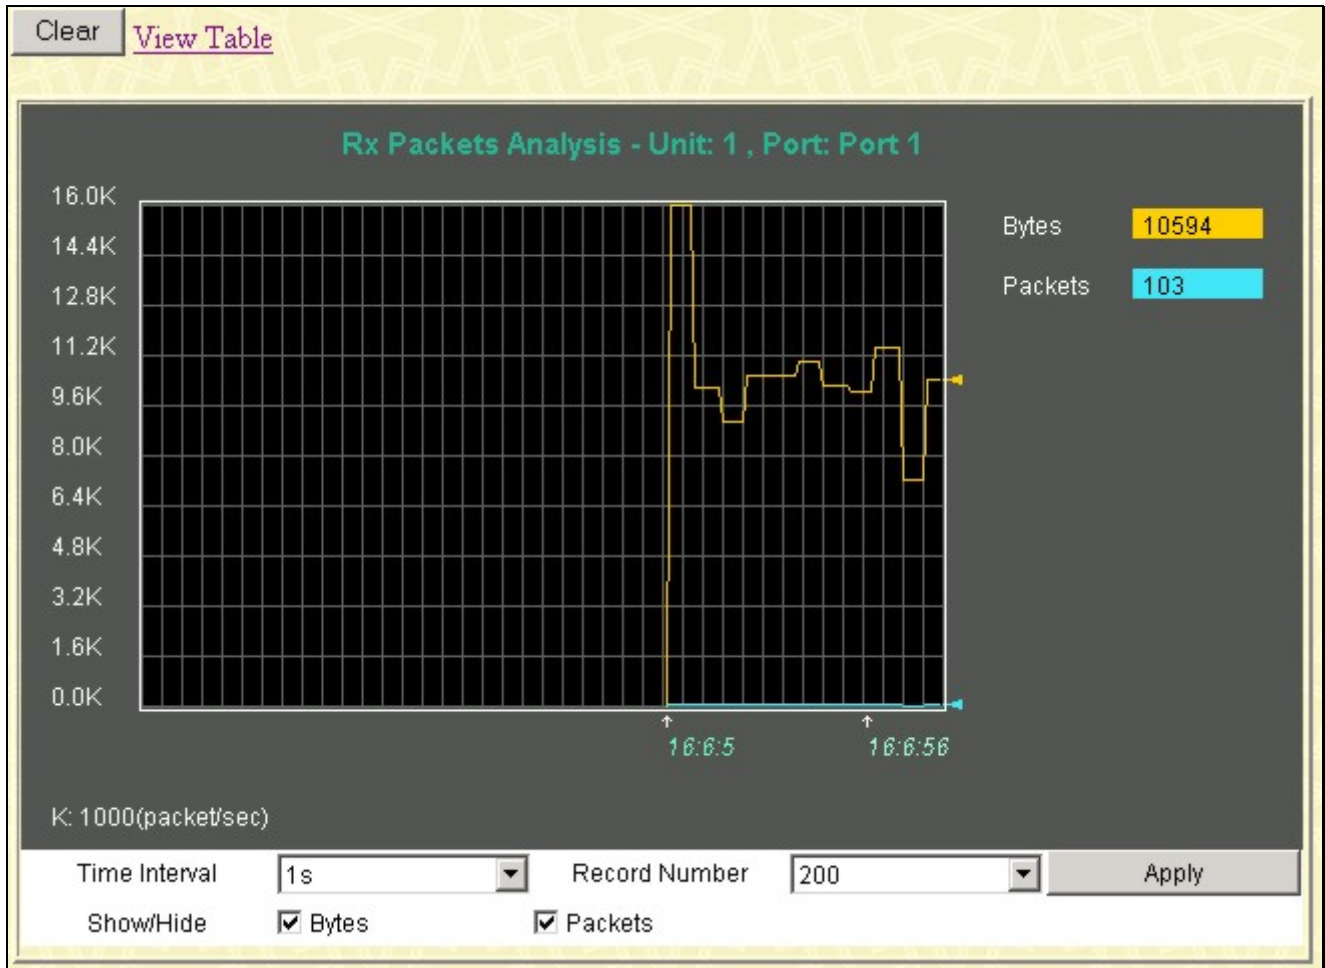 Clear View Table
Rx Packets Analysis - Unit: 1 , Port: Port 1
16.0K
14.4K
12.8K
11.2K
9.6K
8.0K
6.4K
4.8K
3.2K
1.6K
0.0K
Bytes 10594
Packets 103
16:6:5 16:6:56
K: 1000(packet/sec)
Time Interval 1s Record Number 200 Apply
Show/Hide Bytes Packets